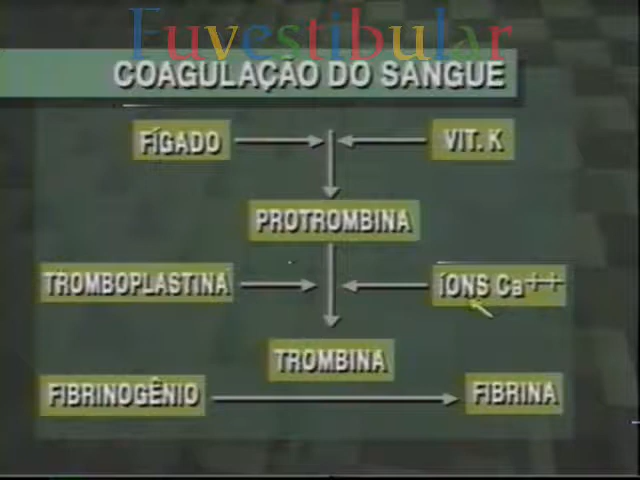 Fuvestibular
COAGULAÇÃO DO SANGUE
FÍGADO
VIT. K
PROTROMBINA
TROMBOPLASTINA
ÍONS Ca++
TROMBINA
FIBRINOGÊNIO
FIBRINA